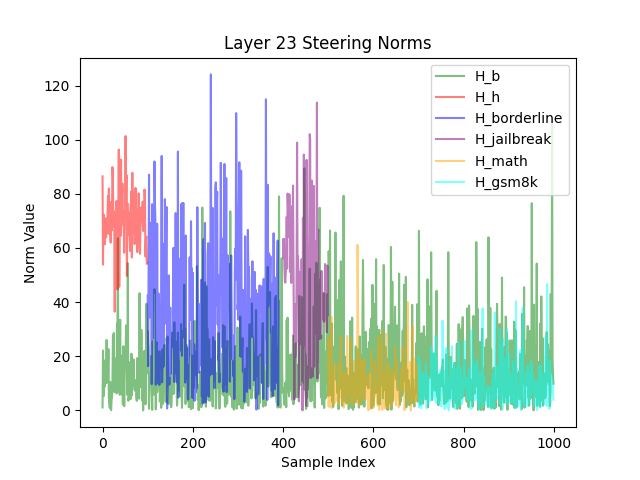 Layer 23 Steering Norms
Norm Value
120
100
80
60
40
20
0
0
200
400
600
800
1000
Sample Index
H_b
H_h
H_borderline
H_jailbreak
H_math
H_gsm8k